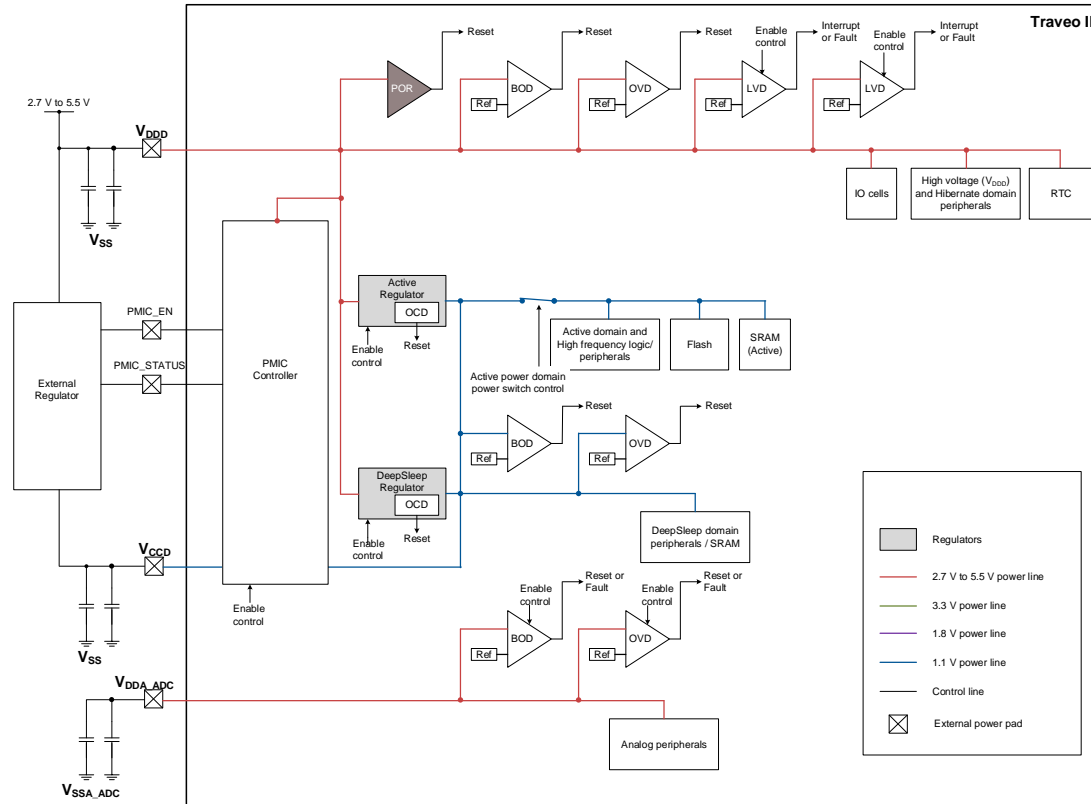 Traveo II
Reset
Reset
Reset
Enable
control
Interrupt
or Fault
Enable
control
Interrupt
or Fault
POR
BOD
OVD
LVD
LVD
Ref
Ref
Ref
Ref
2.7 V to 5.5 V
VDDD
VSS
IO cells
High voltage (VDDD)
and Hibernate domain
peripherals
RTC
External
Regulator
PMIC_EN
PMIC_STATUS
PMIC
Controller
Enable
control
Active
Regulator
OCD
Enable
control
Reset
Active power domain
power switch control
Active domain and
High frequency logic/
peripherals
Flash
SRAM
(Active)
Reset
Reset
BOD
OVD
Ref
Ref
DeepSleep
Regulator
OCD
Enable
control
Reset
DeepSleep domain
peripherals / SRAM
VCCD
VSS
Enable
control
Reset or
Fault
Enable
control
Reset or
Fault
BOD
OVD
Ref
Ref
VDDA_ADC
VSSA_ADC
Analog peripherals
Regulators
2.7 V to 5.5 V power line
3.3 V power line
1.8 V power line
1.1 V power line
Control line
External power pad